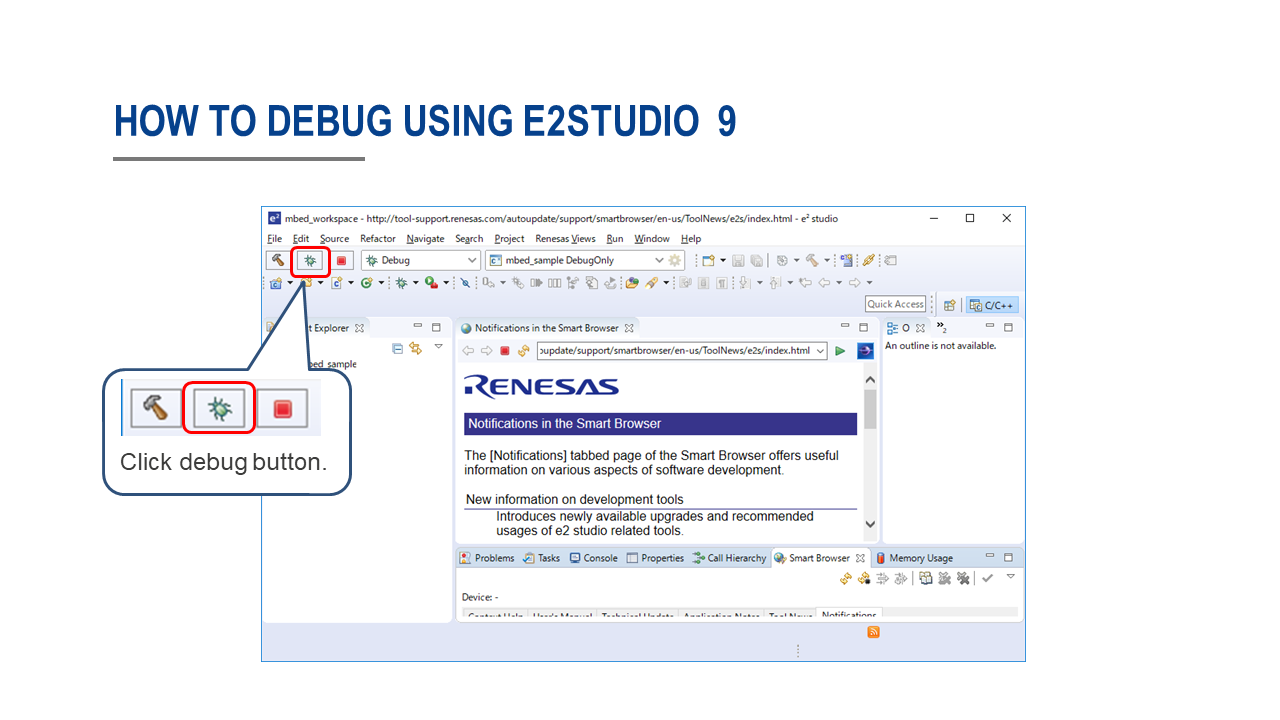 HOW TO DEBUG USING E2STUDIO 9
mbed_workspace - http://tool-support.renesas.com/autoupdate/support/smartbrowser/en-us/ToolNews/e2s/index.html - e² studio
File Edit Source Refactor Navigate Search Project Renesas Views Run Window Help
Debug mbed_sample DebugOnly
Quick Access C/C++
t Explorer Notifications in the Smart Browser O »2
oupdate/support/smartbrowser/en-us/ToolNews/e2s/index.html An outline is not available.
bed_sample
RENESAS
Notifications in the Smart Browser
The [Notifications] tabbed page of the Smart Browser offers useful
information on various aspects of software development.
New information on development tools
Introduces newly available upgrades and recommended
usages of e2 studio related tools.
Click debug button.
Problems Tasks Console Properties Call Hierarchy Smart Browser Memory Usage
Device: -
Context Help User's Manual Technical Update Application Notes Tool News Notifications